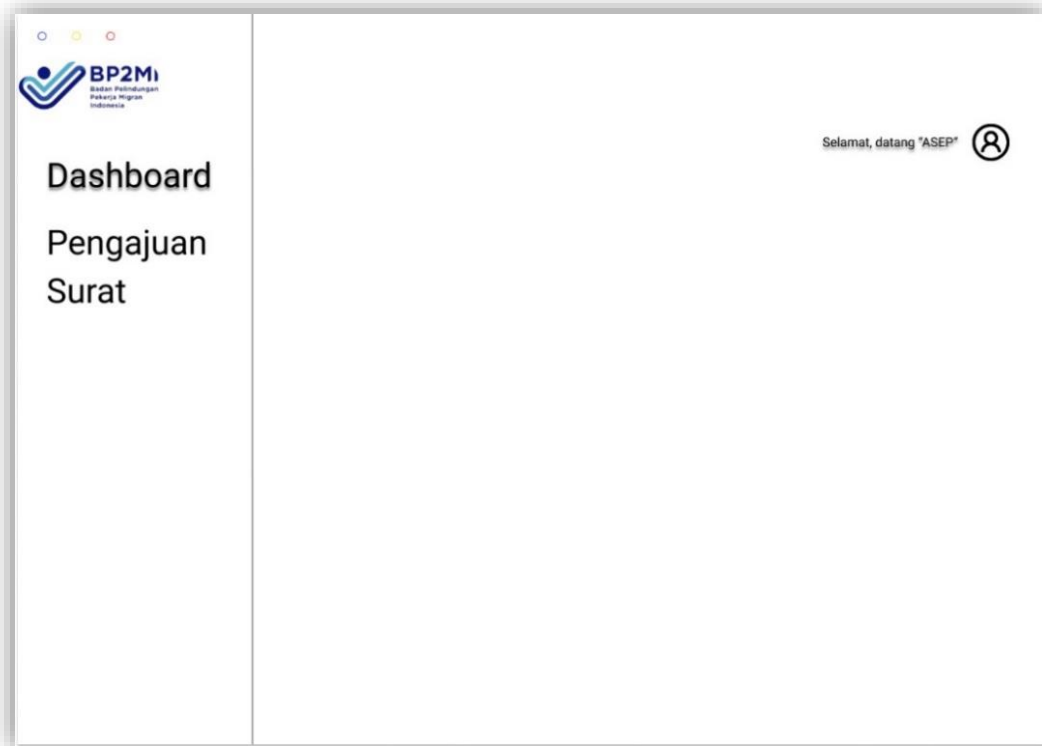 BP2MI
Badan Pelindungan
Pekerja Migran
Indonesia
Selamat, datang "ASEP"
Dashboard
Pengajuan
Surat